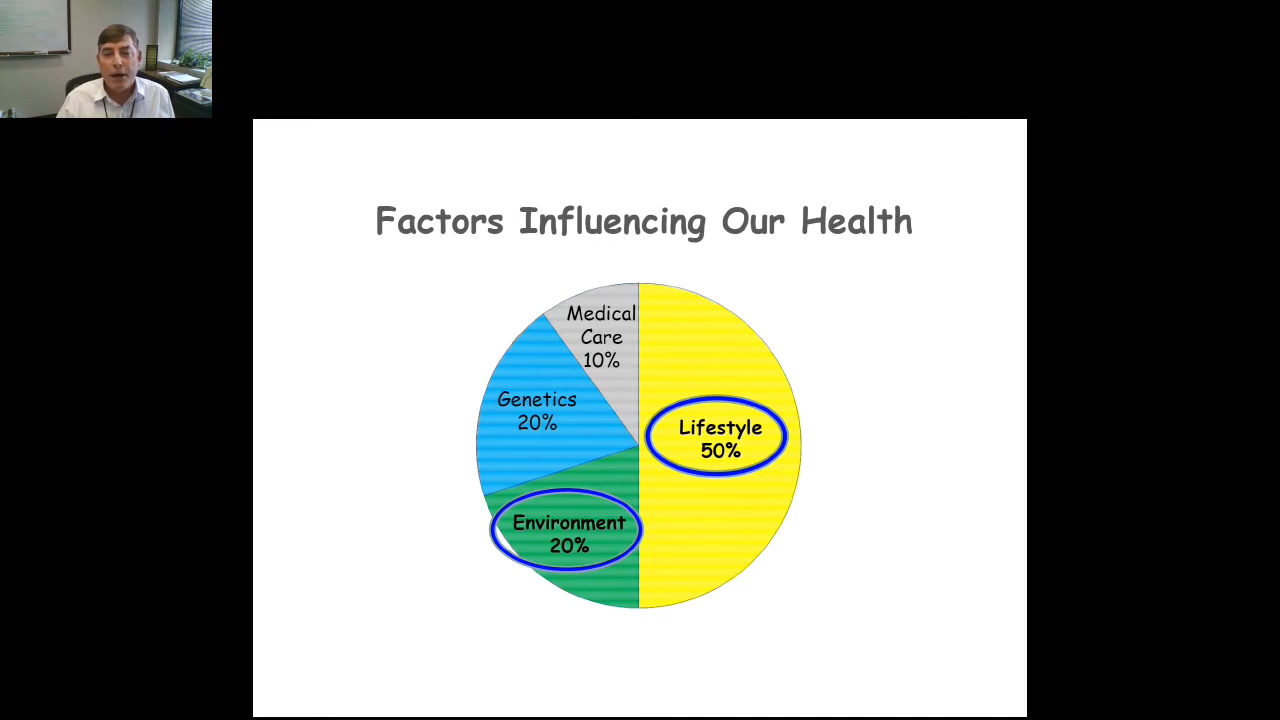 Factors Influencing Our Health
Medical
Care
10%
Genetics
20%
Lifestyle
50%
Environment
20%